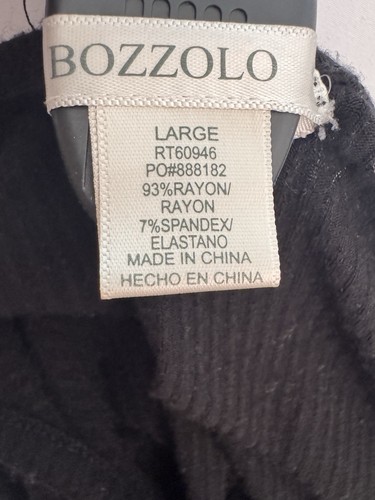 BOZZOLO
LARGE
RT60946
PO#888182
93%RAYON/
RAYON
7%SPANDEX/
ELASTANO
MADE IN CHINA
HECHO EN CHINA